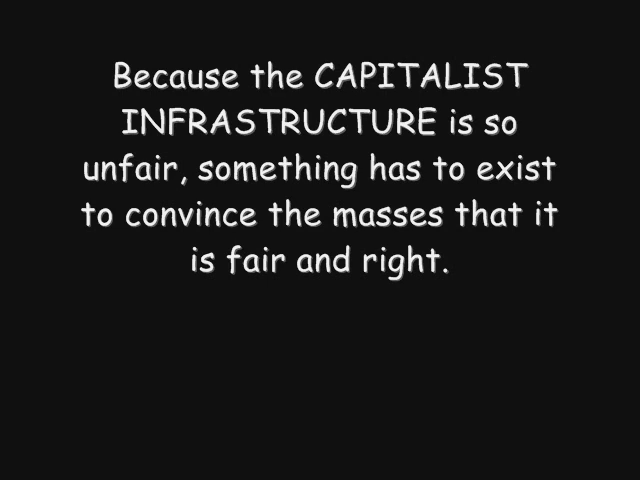 Because the CAPITALIST
INFRASTRUCTURE is so
unfair, something has to exist
to convince the masses that it
is fair and right.